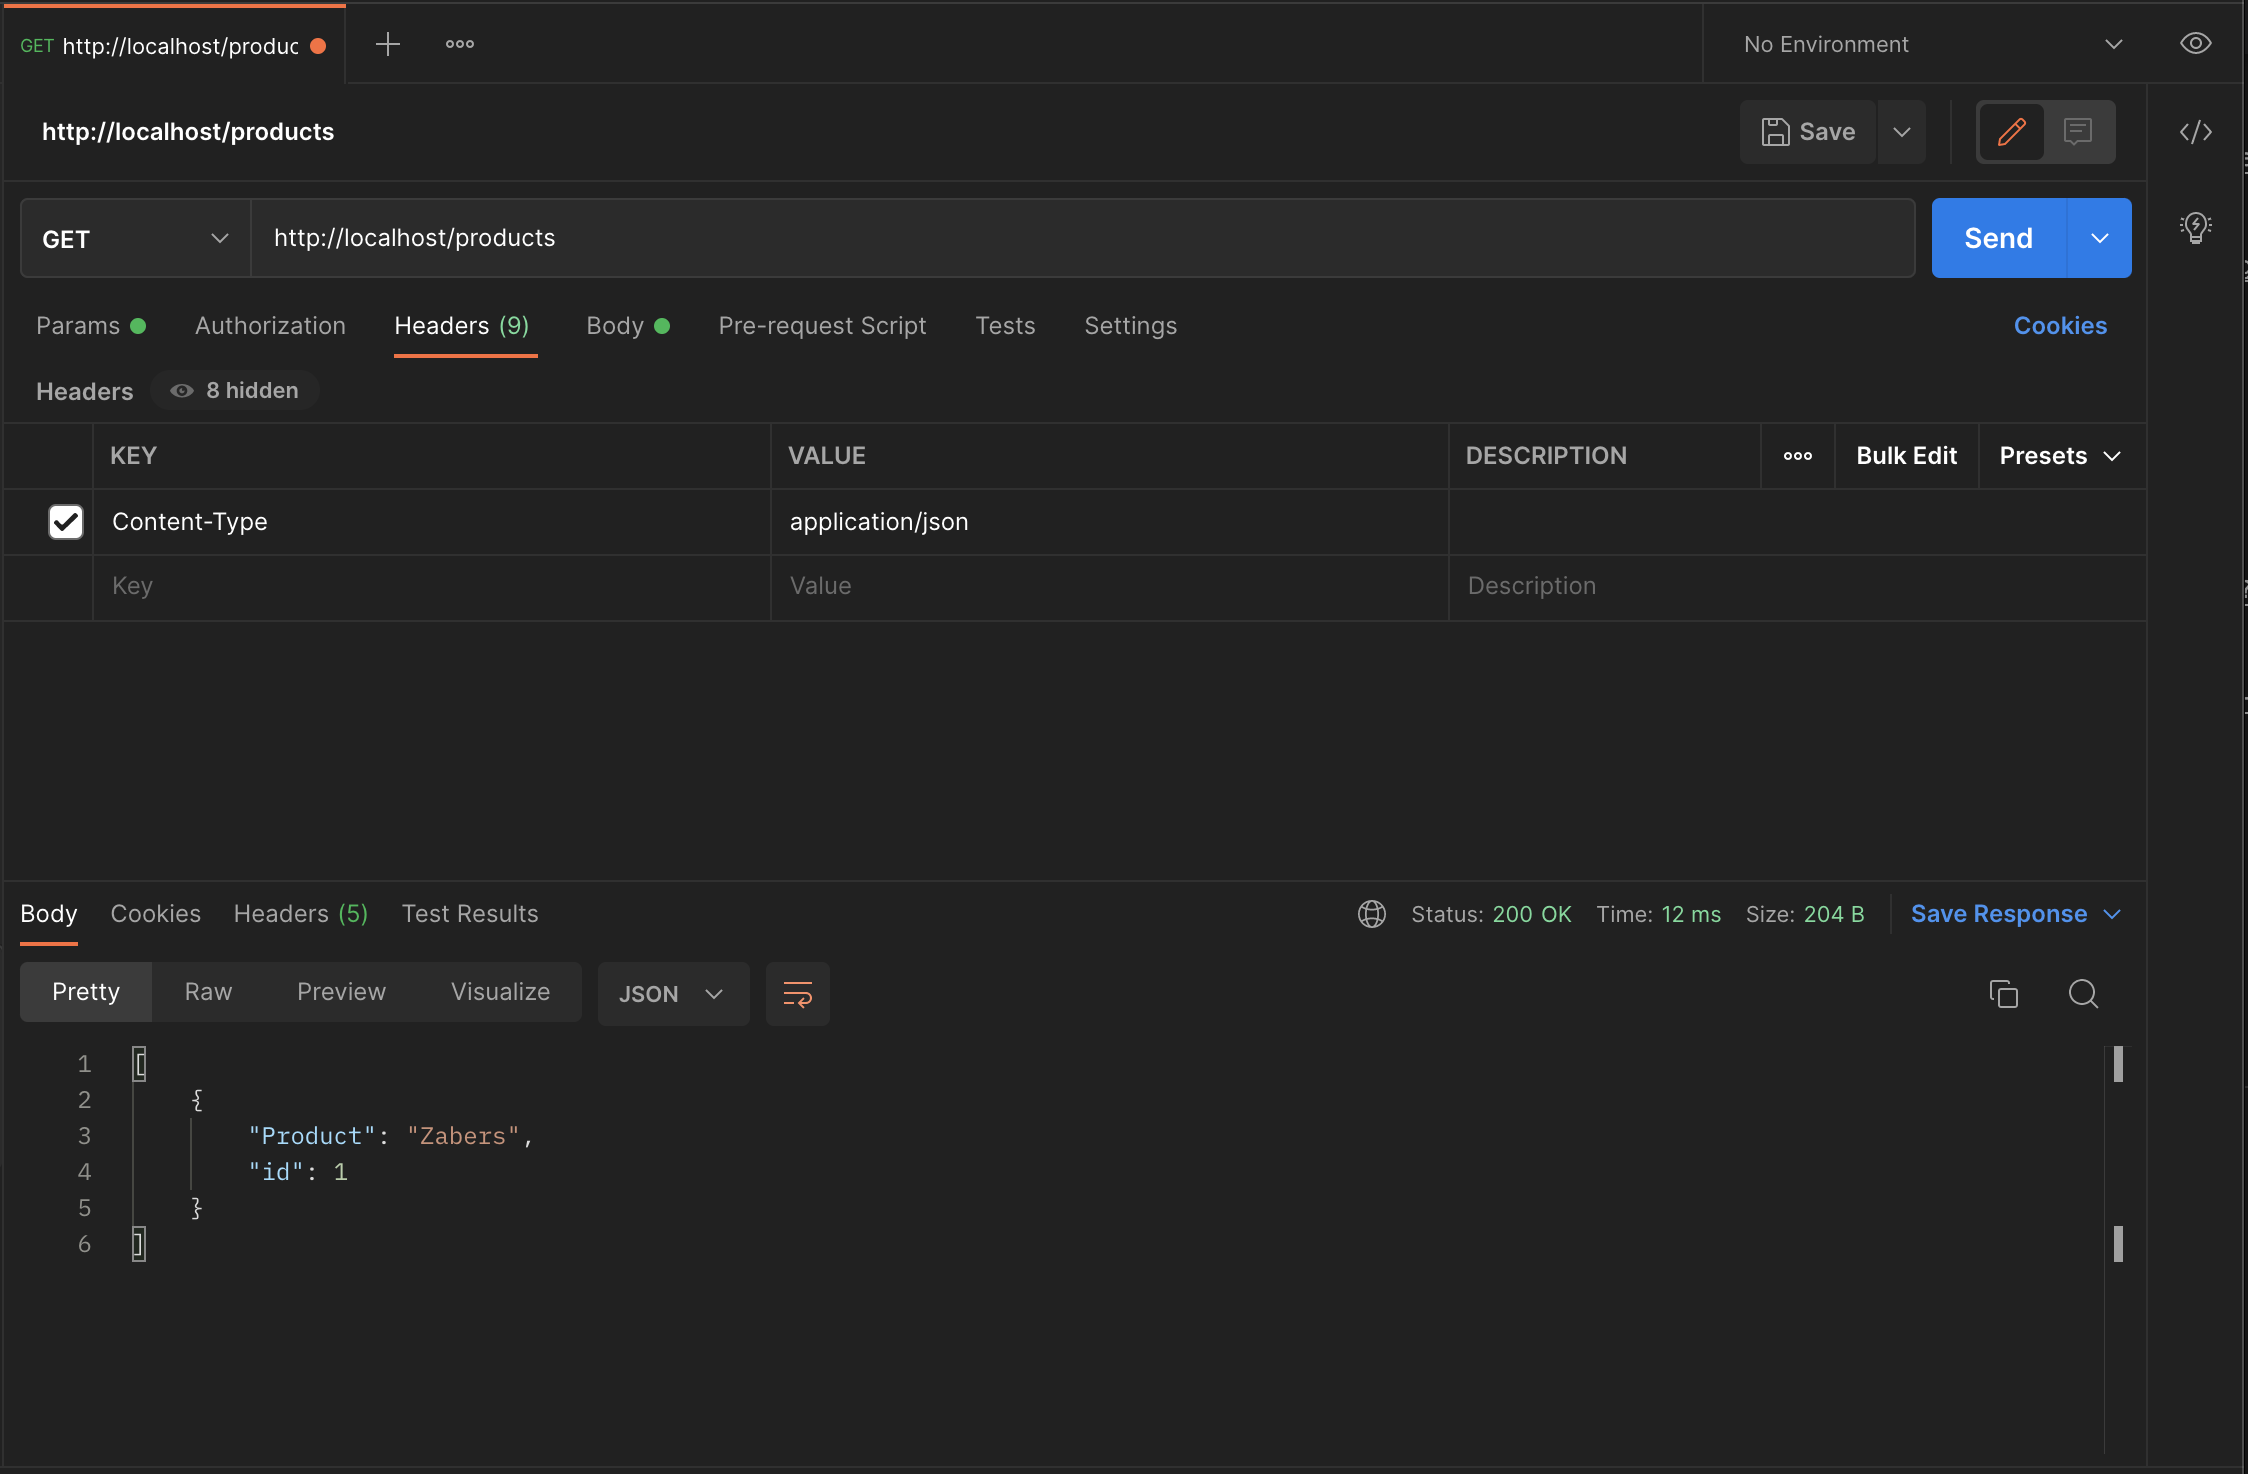 GET http://localhost/produc
No Environment
http://localhost/products
Save
GET http://localhost/products
Send
Params Authorization Headers (9) Body Pre-request Script Tests Settings Cookies
Headers 8 hidden
KEY VALUE DESCRIPTION Bulk Edit Presets
Content-Type application/json
Key Value Description
Body Cookies Headers (5) Test Results Status: 200 OK Time: 12 ms Size: 204 B Save Response
Pretty Raw Preview Visualize JSON
1 [
2 {
3 "Product": "Zabers",
4 "id": 1
5 }
6 ]